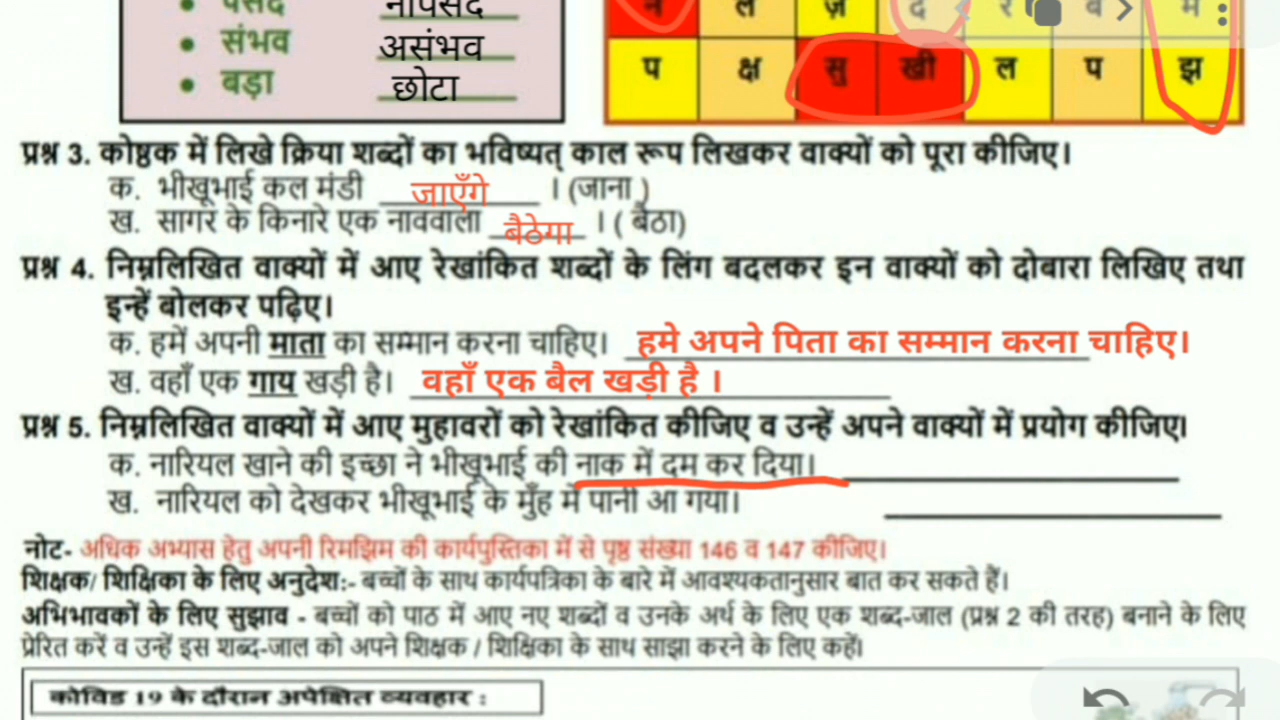 पसंद नापसंद
संभव असंभव
बड़ा छोटा
न ल ज़ द र ब म
प क्ष सु खी ल प झ
प्रश्न 3. कोष्ठक में लिखे क्रिया शब्दों का भविष्यत् काल रूप लिखकर वाक्यों को पूरा कीजिए।
क. भीखूभाई कल मंडी जाएँगे । (जाना )
ख. सागर के किनारे एक नाववाला बैठेगा । ( बैठा)
प्रश्न 4. निम्नलिखित वाक्यों में आए रेखांकित शब्दों के लिंग बदलकर इन वाक्यों को दोबारा लिखिए तथा
इन्हें बोलकर पढ़िए।
क. हमें अपनी माता का सम्मान करना चाहिए। हमे अपने पिता का सम्मान करना चाहिए।
ख. वहाँ एक गाय खड़ी है। वहाँ एक बैल खड़ी है ।
प्रश्न 5. निम्नलिखित वाक्यों में आए मुहावरों को रेखांकित कीजिए व उन्हें अपने वाक्यों में प्रयोग कीजिए।
क. नारियल खाने की इच्छा ने भीखूभाई की नाक में दम कर दिया।
ख. नारियल को देखकर भीखूभाई के मुँह में पानी आ गया।
नोट- अधिक अभ्यास हेतु अपनी रिमझिम की कार्यपुस्तिका में से पृष्ठ संख्या 146 व 147 कीजिए।
शिक्षक/ शिक्षिका के लिए अनुदेश:- बच्चों के साथ कार्यपत्रिका के बारे में आवश्यकतानुसार बात कर सकते हैं।
अभिभावकों के लिए सुझाव - बच्चों को पाठ में आए नए शब्दों व उनके अर्थ के लिए एक शब्द-जाल (प्रश्न 2 की तरह) बनाने के लिए
प्रेरित करें व उन्हें इस शब्द-जाल को अपने शिक्षक / शिक्षिका के साथ साझा करने के लिए कहें।
कोविड 19 के दौरान अपेक्षित व्यवहार :